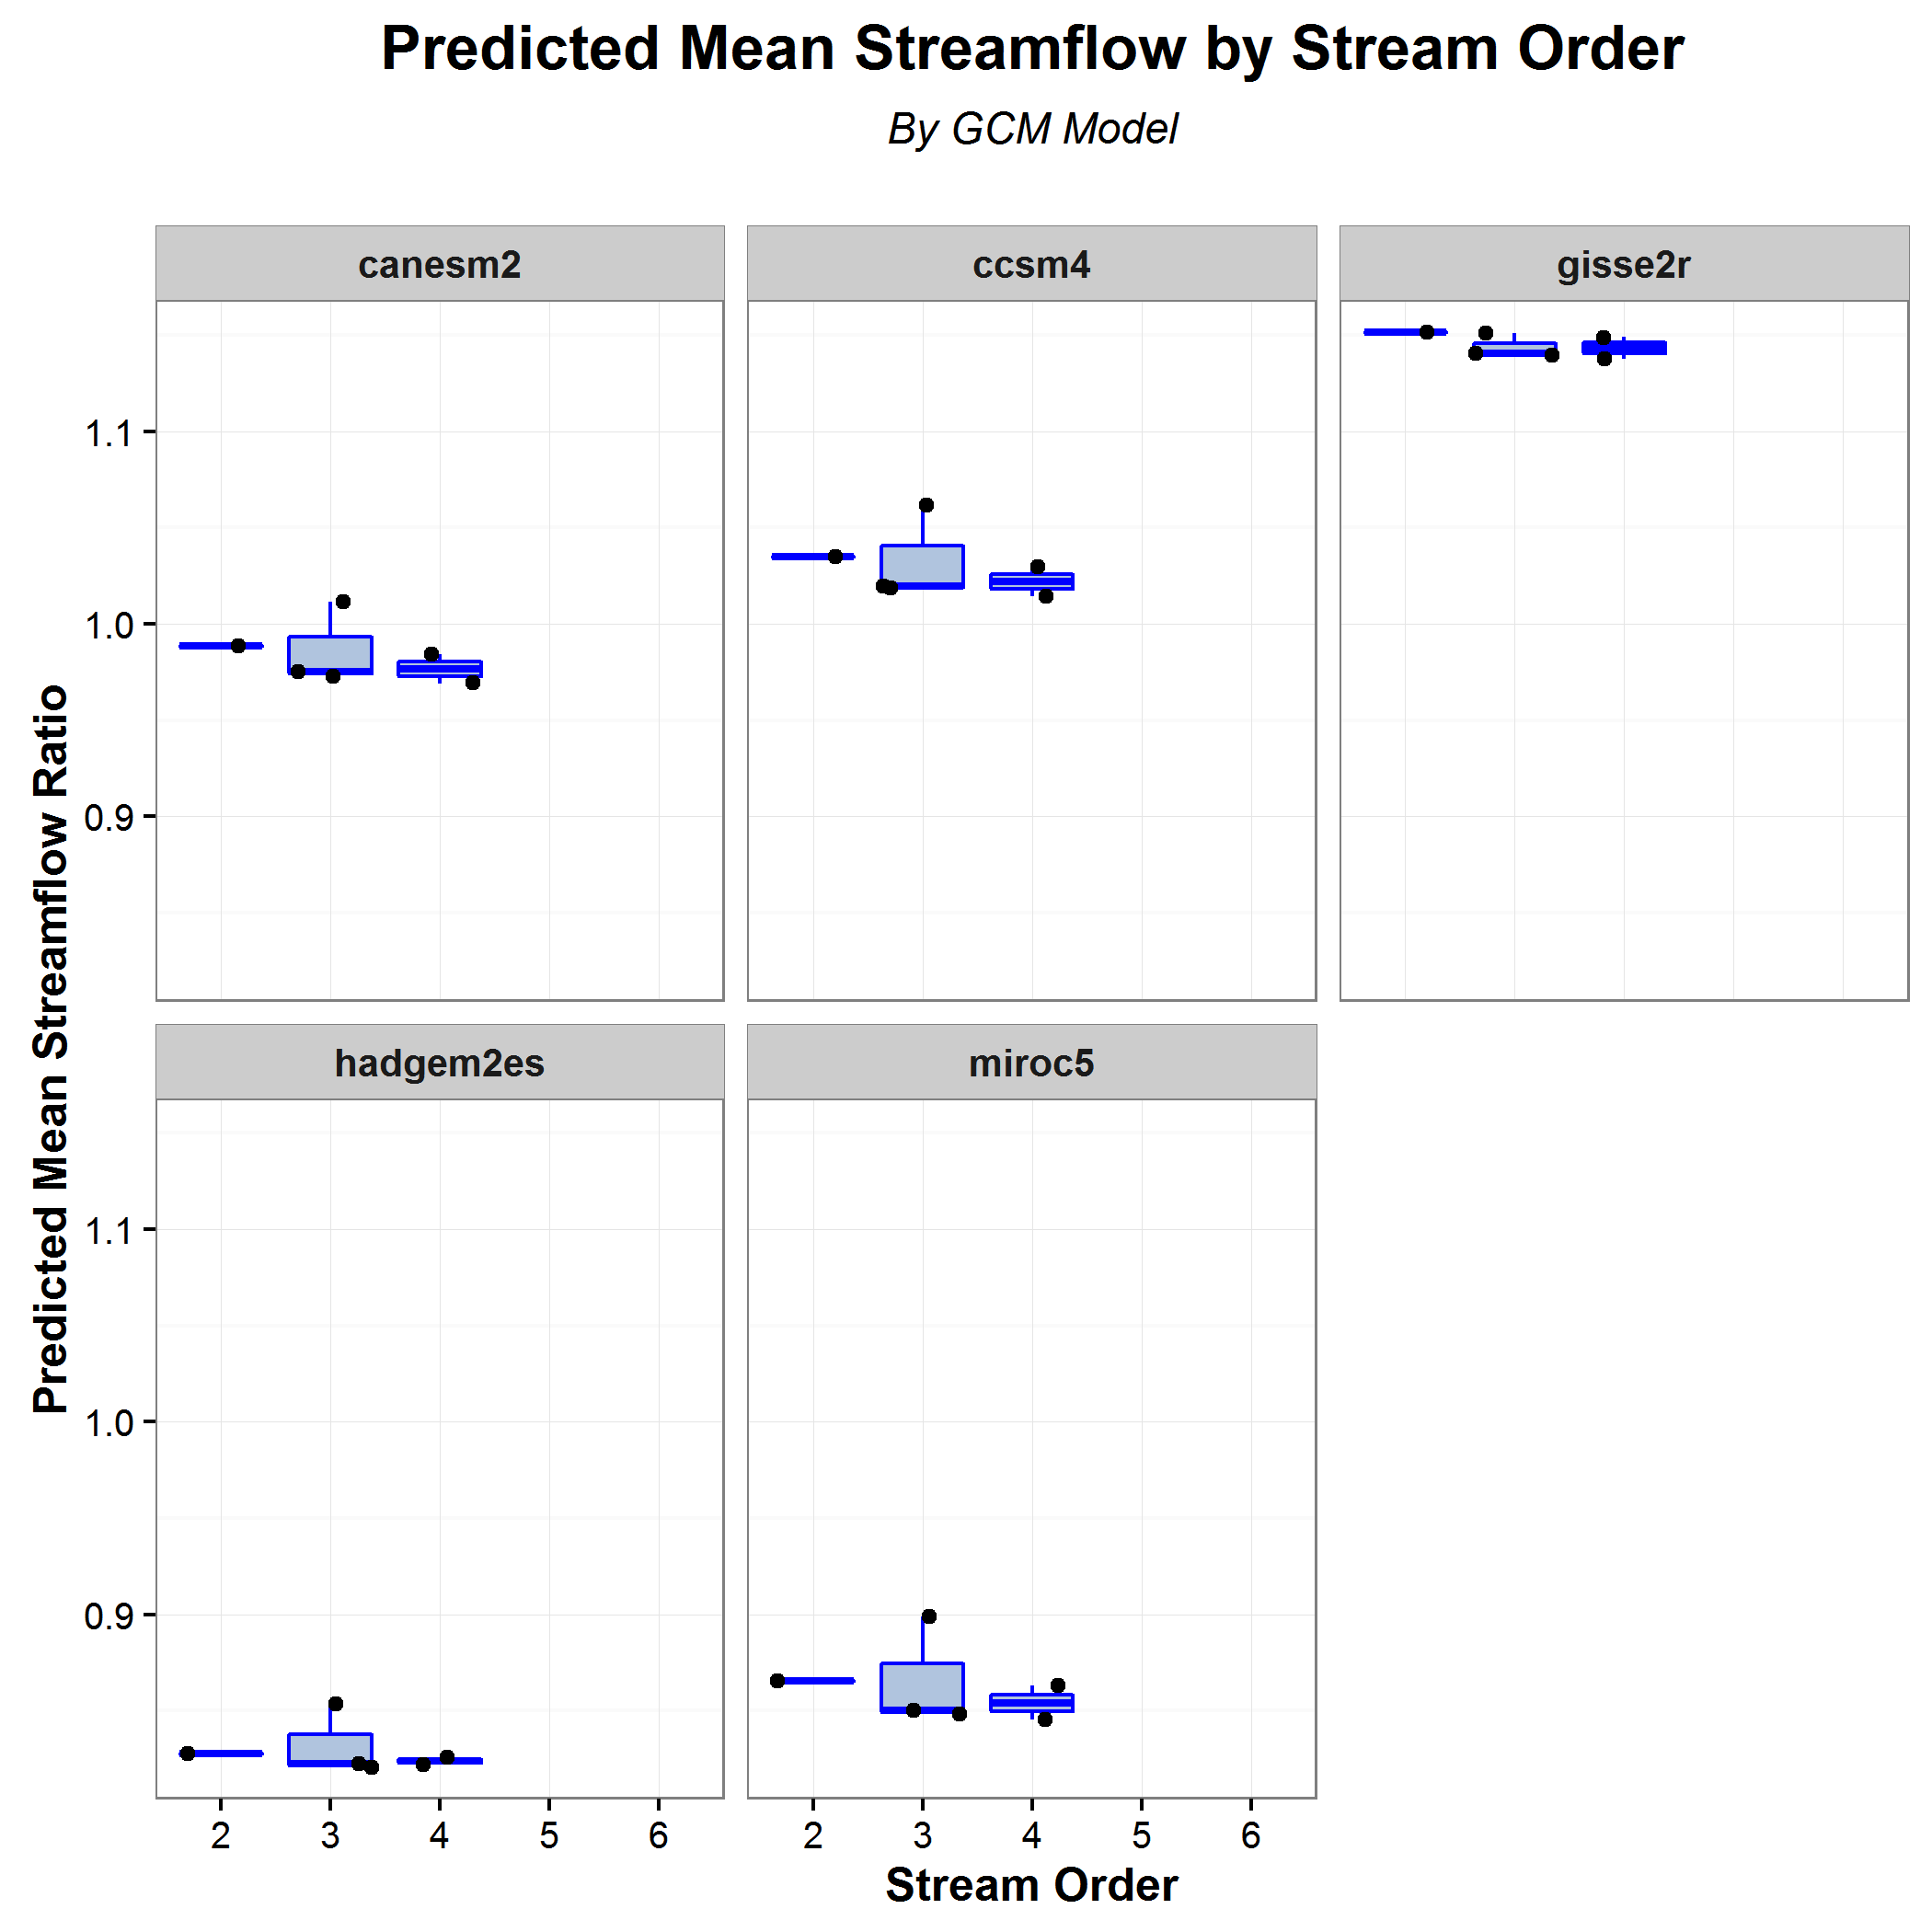 Predicted Mean Streamflow by Stream Order
By GCM Model
canesm2
ccsm4
gisse2r
1.1
1.0
0.9
Predicted Mean Streamflow Ratio
hadgem2es
miroc5
1.1
1.0
0.9
2 3 4 5 6
2 3 4 5 6
Stream Order